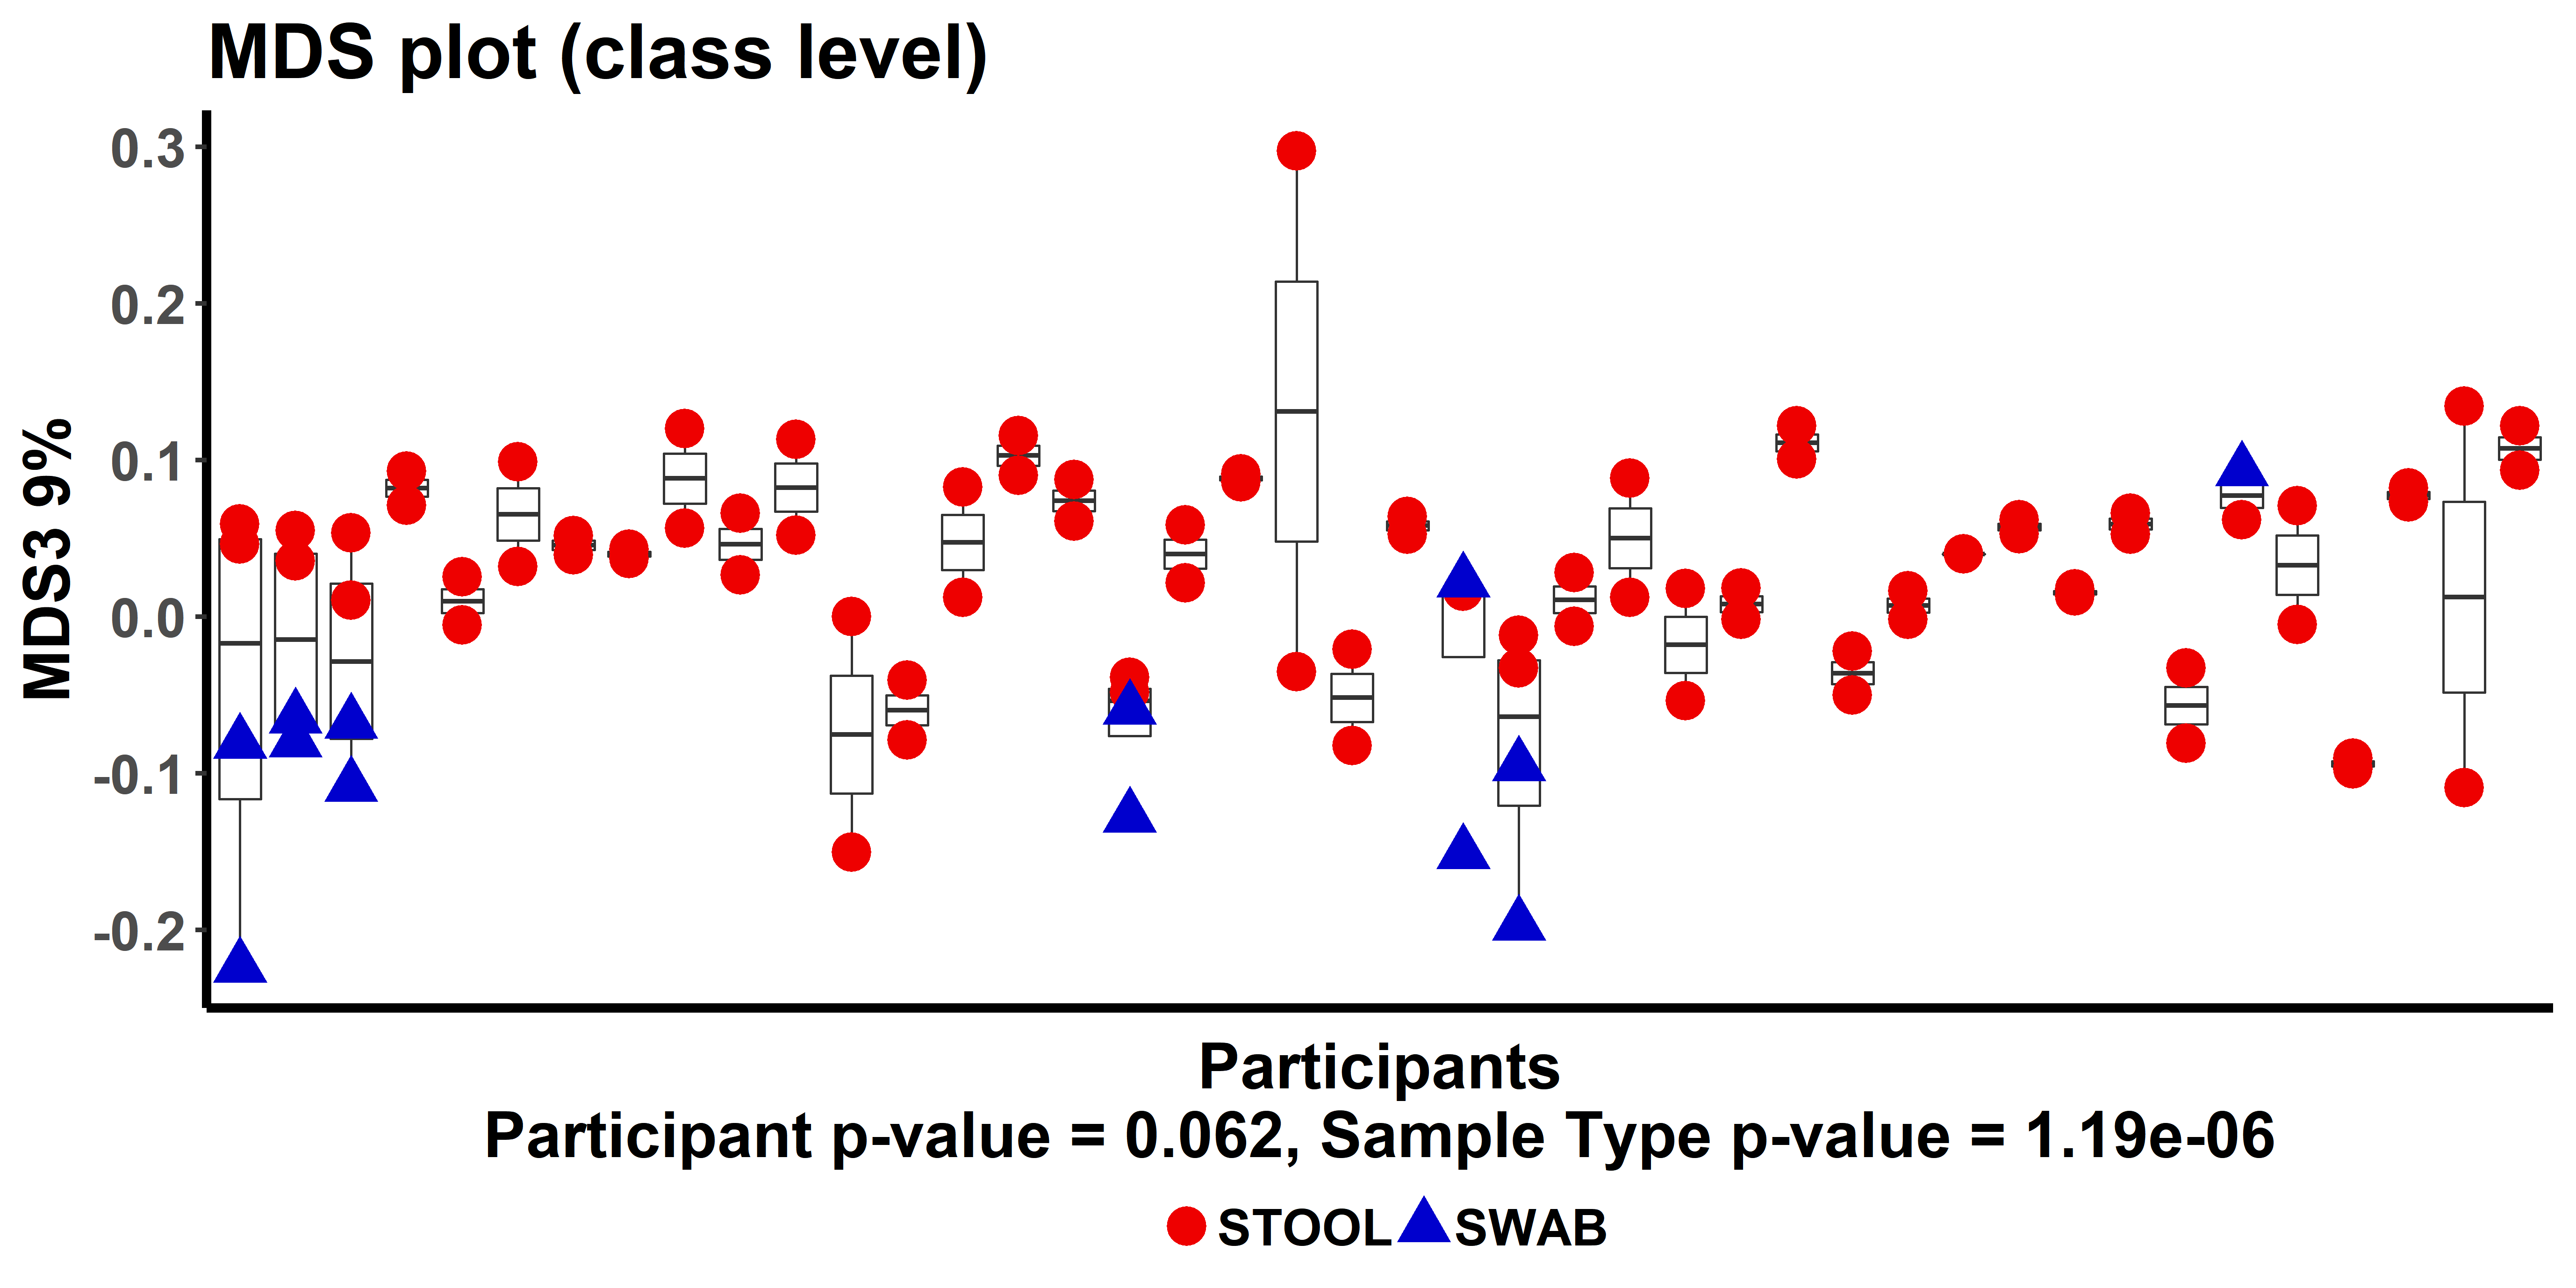 MDS plot (class level)
MDS3 9%
0.3
0.2
0.1
0.0
-0.1
-0.2
Participants
Participant p-value = 0.062, Sample Type p-value = 1.19e-06
STOOL SWAB